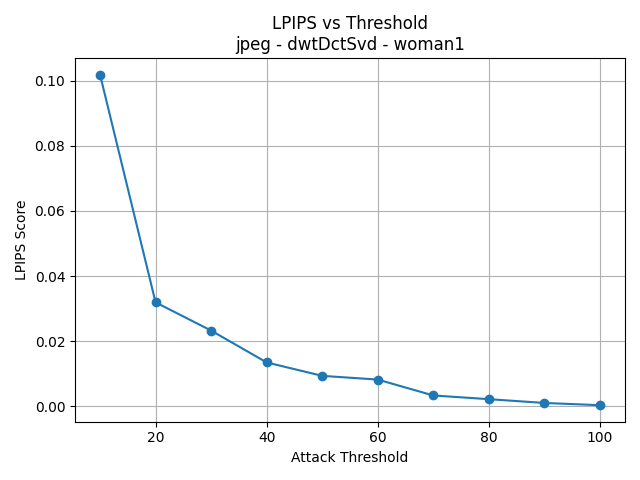 LPIPS vs Threshold
jpeg - dwtDctSvd - woman1
0.10
0.08
0.06
0.04
0.02
0.00
LPIPS Score
20 40 60 80 100
Attack Threshold